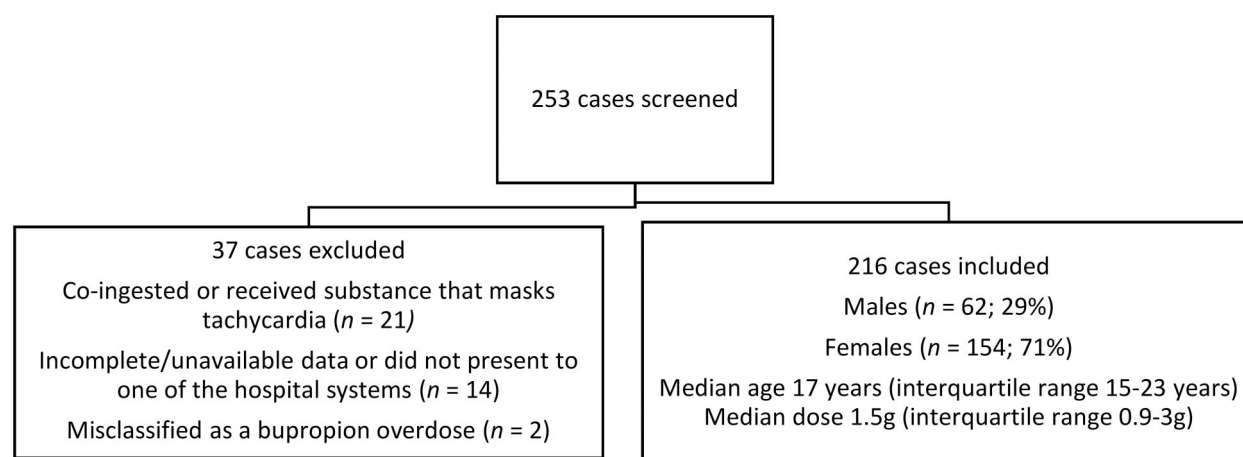 253 cases screened
37 cases excluded
Co-ingested or received substance that masks
tachycardia (n = 21)
Incomplete/unavailable data or did not present to
one of the hospital systems (n = 14)
Misclassified as a bupropion overdose (n = 2)
216 cases included
Males (n = 62; 29%)
Females (n = 154; 71%)
Median age 17 years (interquartile range 15-23 years)
Median dose 1.5g (interquartile range 0.9-3g)